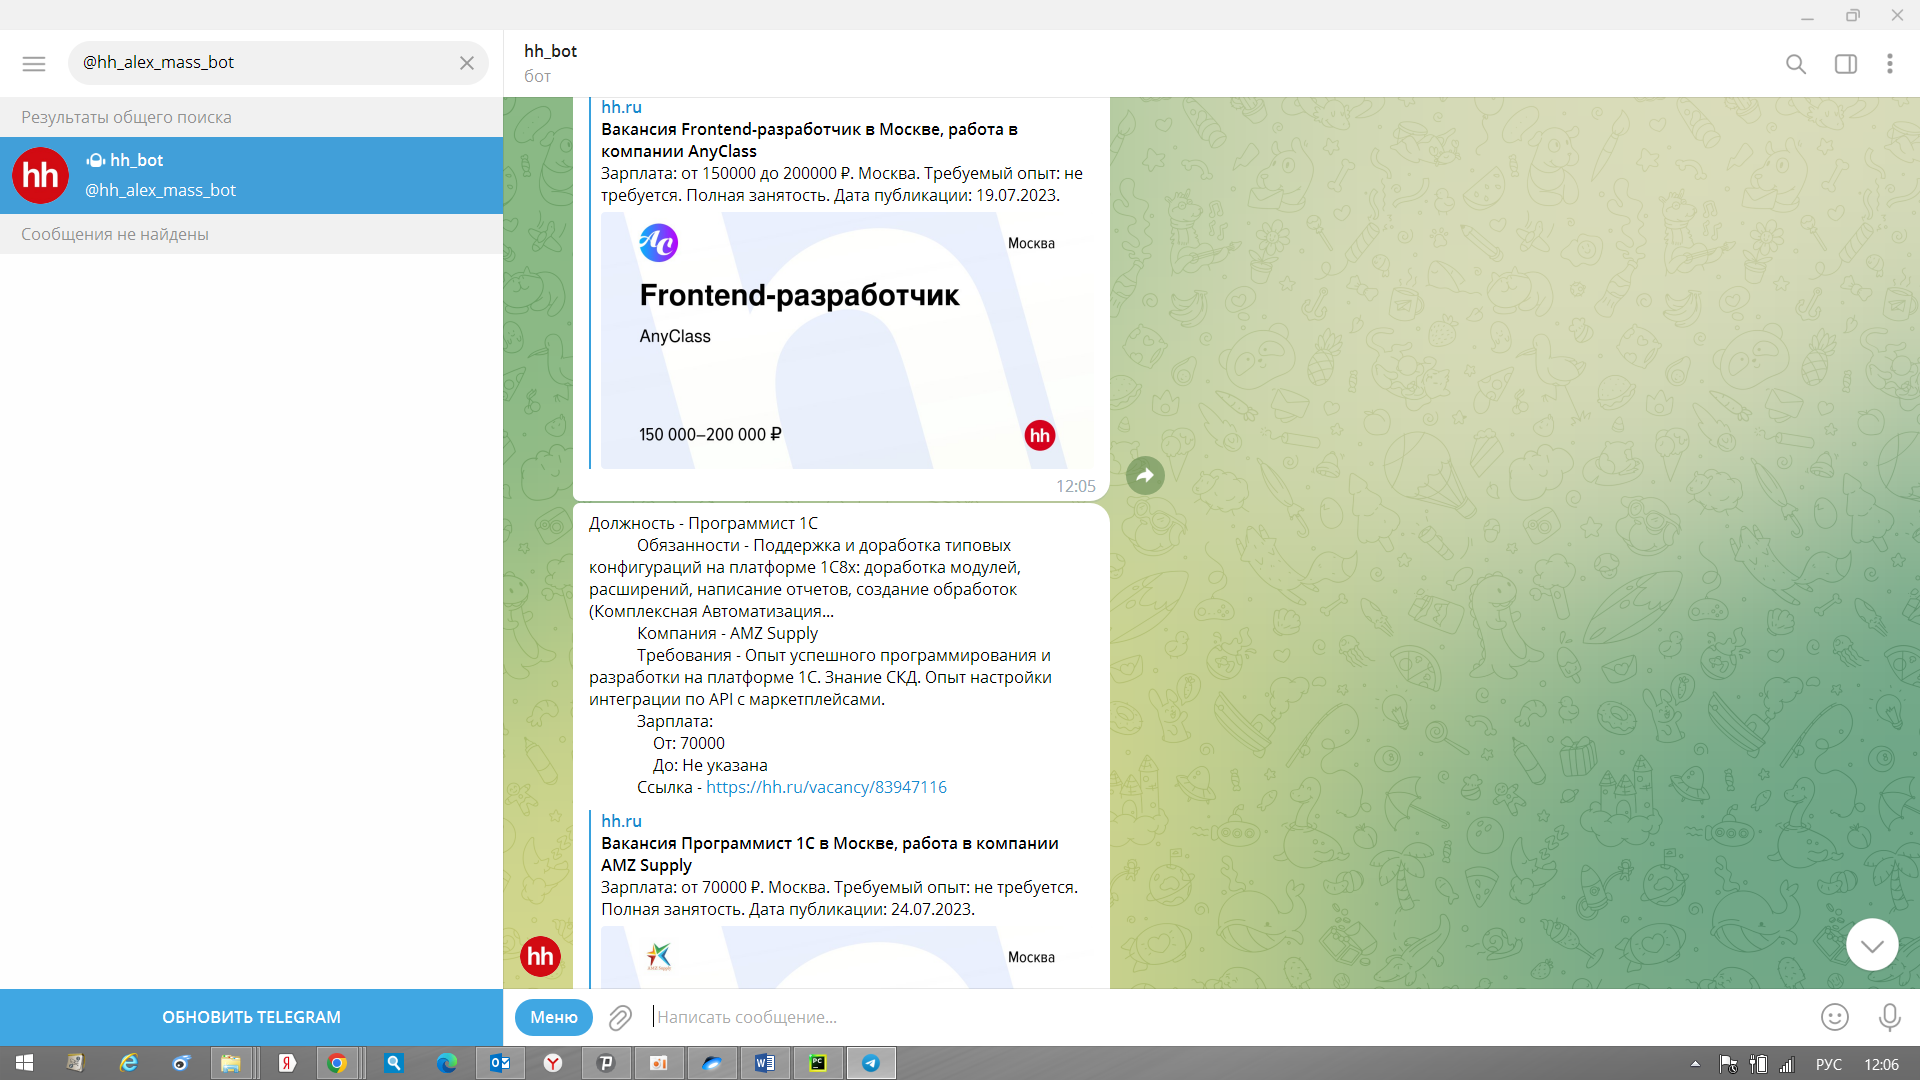 @hh_alex_mass_bot
Результаты общего поиска
hh
hh_bot
@hh_alex_mass_bot
Сообщения не найдены
ОБНОВИТЬ TELEGRAM
hh_bot
бот
hh.ru
Вакансия Frontend-разработчик в Москве, работа в
компании AnyClass
Зарплата: от 150000 до 200000 ₽. Москва. Требуемый опыт: не
требуется. Полная занятость. Дата публикации: 19.07.2023.
AC
Москва
Frontend-разработчик
AnyClass
150 000–200 000 ₽
hh
12:05
Должность - Программист 1С
Обязанности - Поддержка и доработка типовых
конфигураций на платформе 1С8х: доработка модулей,
расширений, написание отчетов, создание обработок
(Комплексная Автоматизация...
Компания - AMZ Supply
Требования - Опыт успешного программирования и
разработки на платформе 1С. Знание СКД. Опыт настройки
интеграции по API с маркетплейсами.
Зарплата:
От: 70000
До: Не указана
Ссылка - https://hh.ru/vacancy/83947116
hh.ru
Вакансия Программист 1С в Москве, работа в компании
AMZ Supply
Зарплата: от 70000 ₽. Москва. Требуемый опыт: не требуется.
Полная занятость. Дата публикации: 24.07.2023.
AMZ Supply
Москва
hh
Меню
Написать сообщение...
РУС
12:06